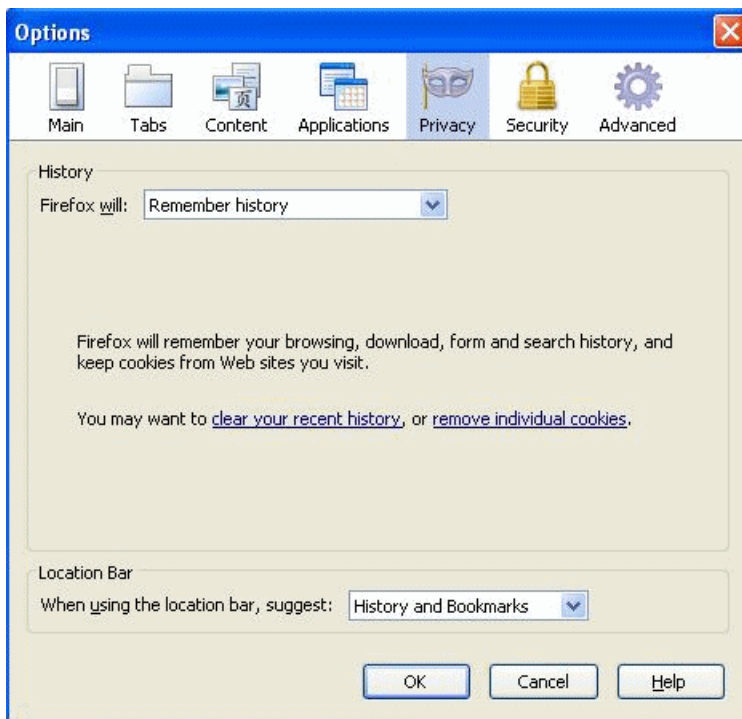 Options
页
Main Tabs Content Applications Privacy Security Advanced
History
Firefox will: Remember history
Firefox will remember your browsing, download, form and search history, and
keep cookies from Web sites you visit.
You may want to clear your recent history, or remove individual cookies.
Location Bar
When using the location bar, suggest: History and Bookmarks
OK Cancel Help